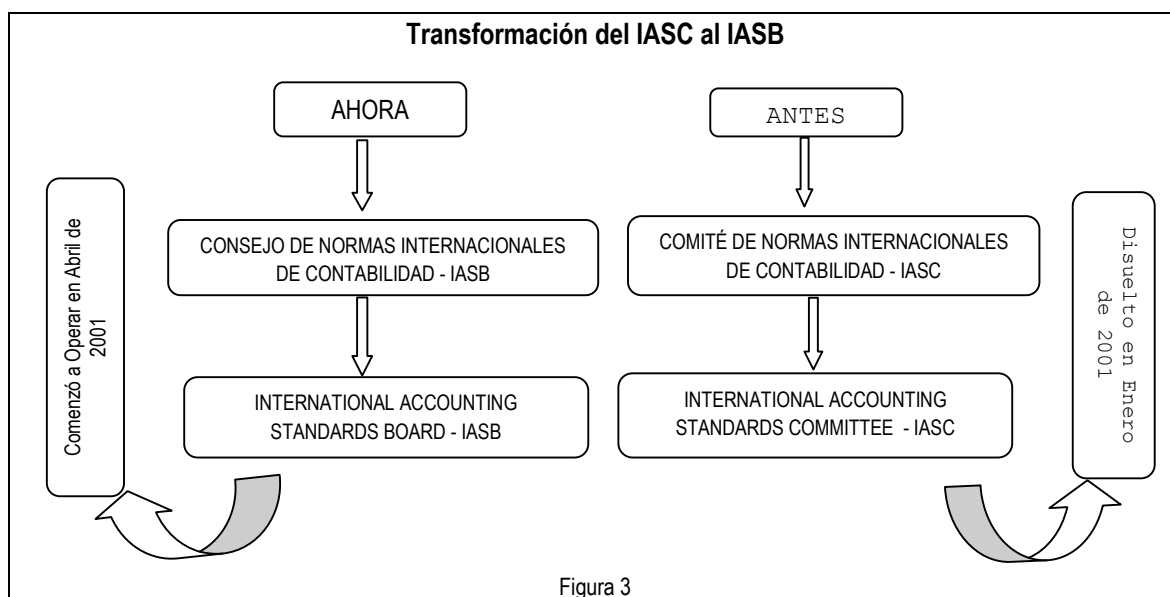 Transformación del IASC al IASB
AHORA
ANTES
Comenzó a Operar en Abril de
2001
CONSEJO DE NORMAS INTERNACIONALES
DE CONTABILIDAD - IASB
COMITÉ DE NORMAS INTERNACIONALES
DE CONTABILIDAD - IASC
Disuelto en Enero
de 2001
INTERNATIONAL ACCOUNTING
STANDARDS BOARD - IASB
INTERNATIONAL ACCOUNTING
STANDARDS COMMITTEE - IASC
Figura 3